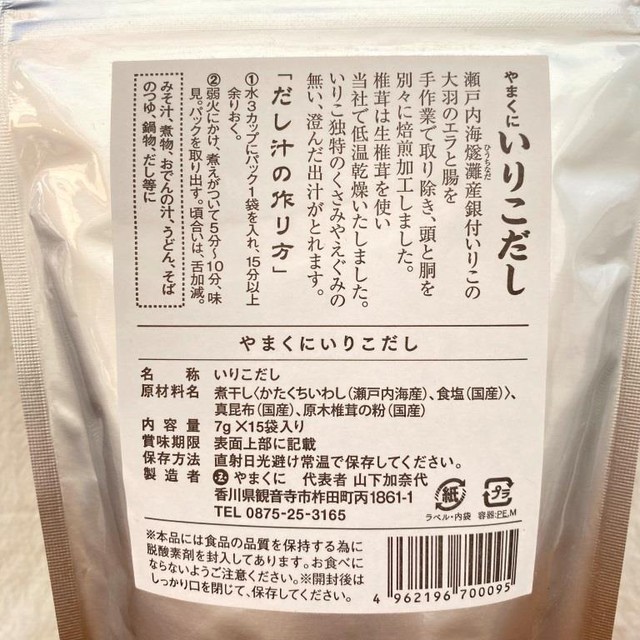 やまくに いりこだし
瀬戸内海燧灘産銀付いりこの
ひうちなだ
大羽のエラと腸を
手作業で取り除き、頭と胴を
別々に焙煎加工しました。
椎茸は生椎茸を使い
当社で低温乾燥いたしました。
いりこ独特のくさみやえぐみの
無い、澄んだ出汁がとれます。
「だし汁の作り方」
①水3カップにパック1袋を入れ、15分以上
余りおく。
②弱火にかけ、煮えがついて5分~10分、味
見。パックを取り出す。頃合いは、舌加減。
みそ汁、煮物、おでんの汁、うどん、そば
のつゆ、鍋物、だし等に
やまくにいりこだし
名 称 いりこだし
原材料名 煮干し〈かたくちいわし(瀬戸内海産)、食塩(国産)〉、
真昆布(国産)、原木椎茸の粉(国産)
内 容 量 7g×15袋入り
賞味期限 表面上部に記載
保存方法 直射日光避け常温で保存してください。
製 造 者 やまくに 代表者 山下加奈代
香川県観音寺市柞田町丙1861-1
TEL 0875-25-3165
紙
プラ
ラベル・内袋 容器:PE,M
※本品には食品の品質を保持する為に
脱酸素剤を封入してあります。お食べに
ならないようご注意ください。※開封後は
しっかり口を閉じて、保存してください。
4 962196 700095